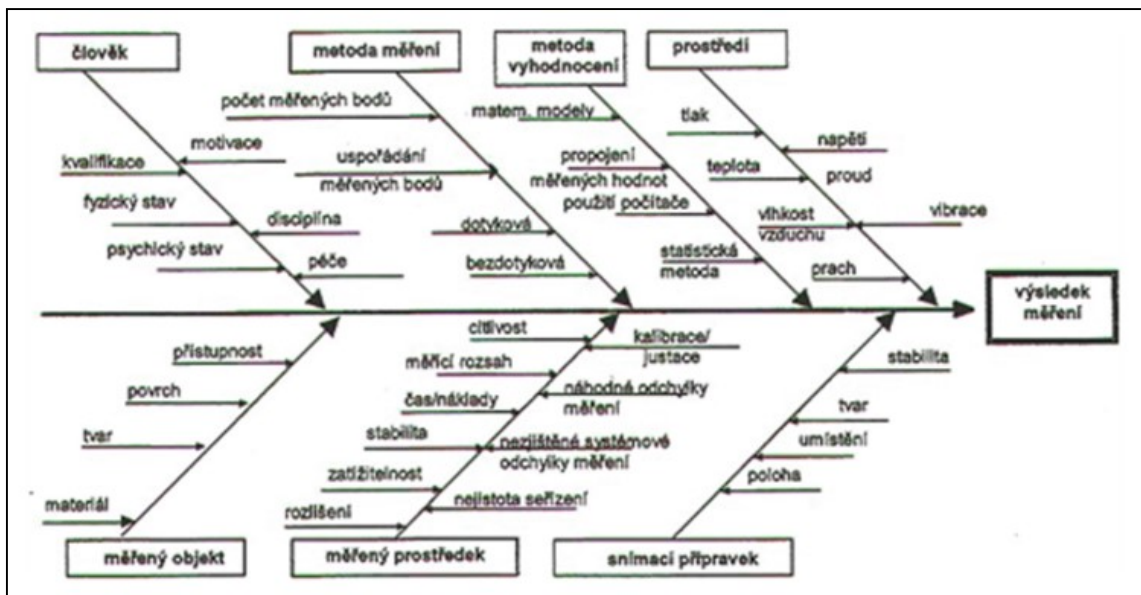 člověk
metoda měření
metoda
vyhodnocení
prostředí
počet měřených bodů
matem. modely
tlak
motivace
napětí
kvalifikace
uspořádání
měřených bodů
propojení
měřených hodnot
teplota
proud
fyzický stav
disciplína
dotyková
použití počítače
vlhkost
vzduchu
vibrace
psychický stav
péče
bezdotyková
statistická
metoda
prach
výsledek
měření
citlivost
kalibrace/
justace
přístupnost
měřicí rozsah
stabilita
povrch
čas/náklady
náhodná odchylky
měření
tvar
tvar
stabilita
nezjištěné systémové
odchylky měření
umístění
zatížitelnost
poloha
materiál
rozlišení
nejistota seřízení
měřený objekt
měřený prostředek
snímací přípravek